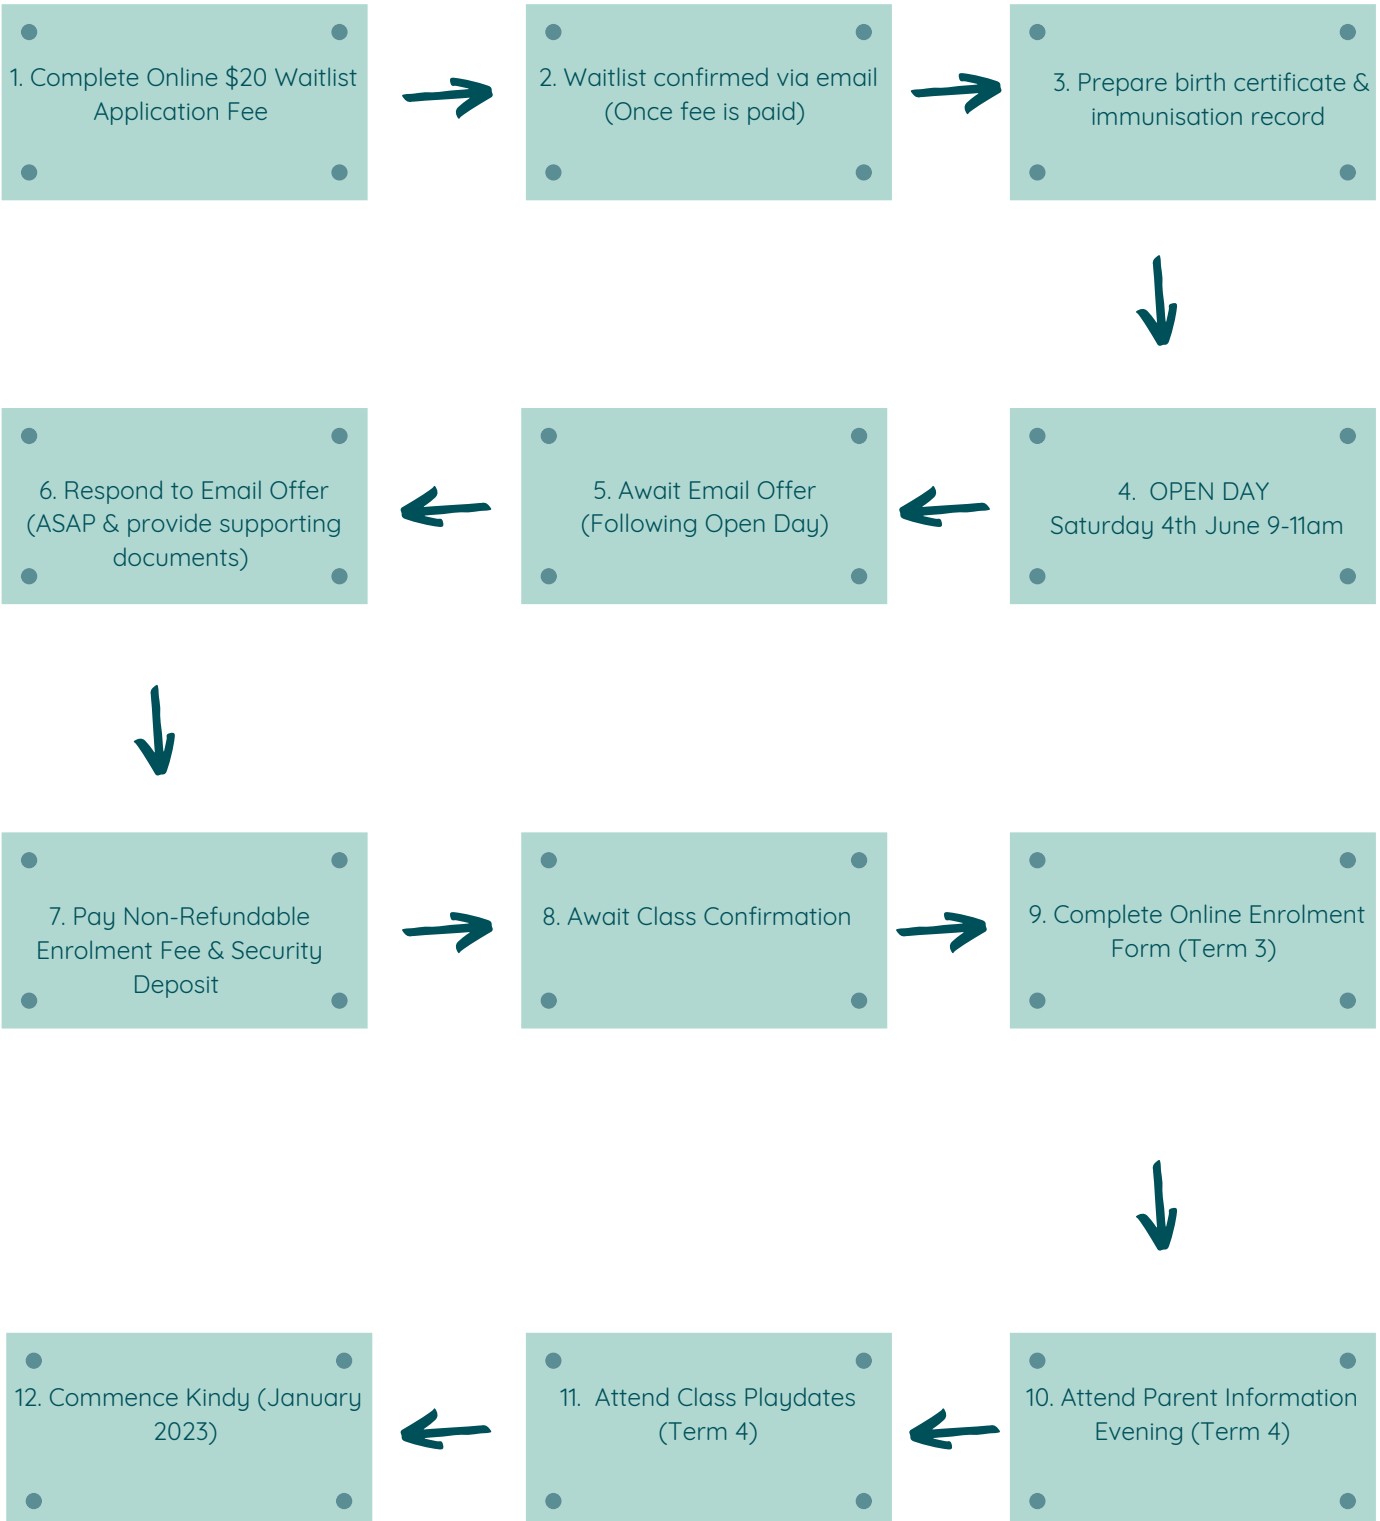 1. Complete Online $20 Waitlist
Application Fee
2. Waitlist confirmed via email
(Once fee is paid)
3. Prepare birth certificate &
immunisation record
4.  OPEN DAY
Saturday 4th June 9-11am
5. Await Email Offer
(Following Open Day)
6. Respond to Email Offer
(ASAP & provide supporting
documents)
7. Pay Non-Refundable
Enrolment Fee & Security
Deposit
8. Await Class Confirmation
9. Complete Online Enrolment
Form (Term 3)
10. Attend Parent Information
Evening (Term 4)
11.  Attend Class Playdates
(Term 4)
12. Commence Kindy (January
2023)